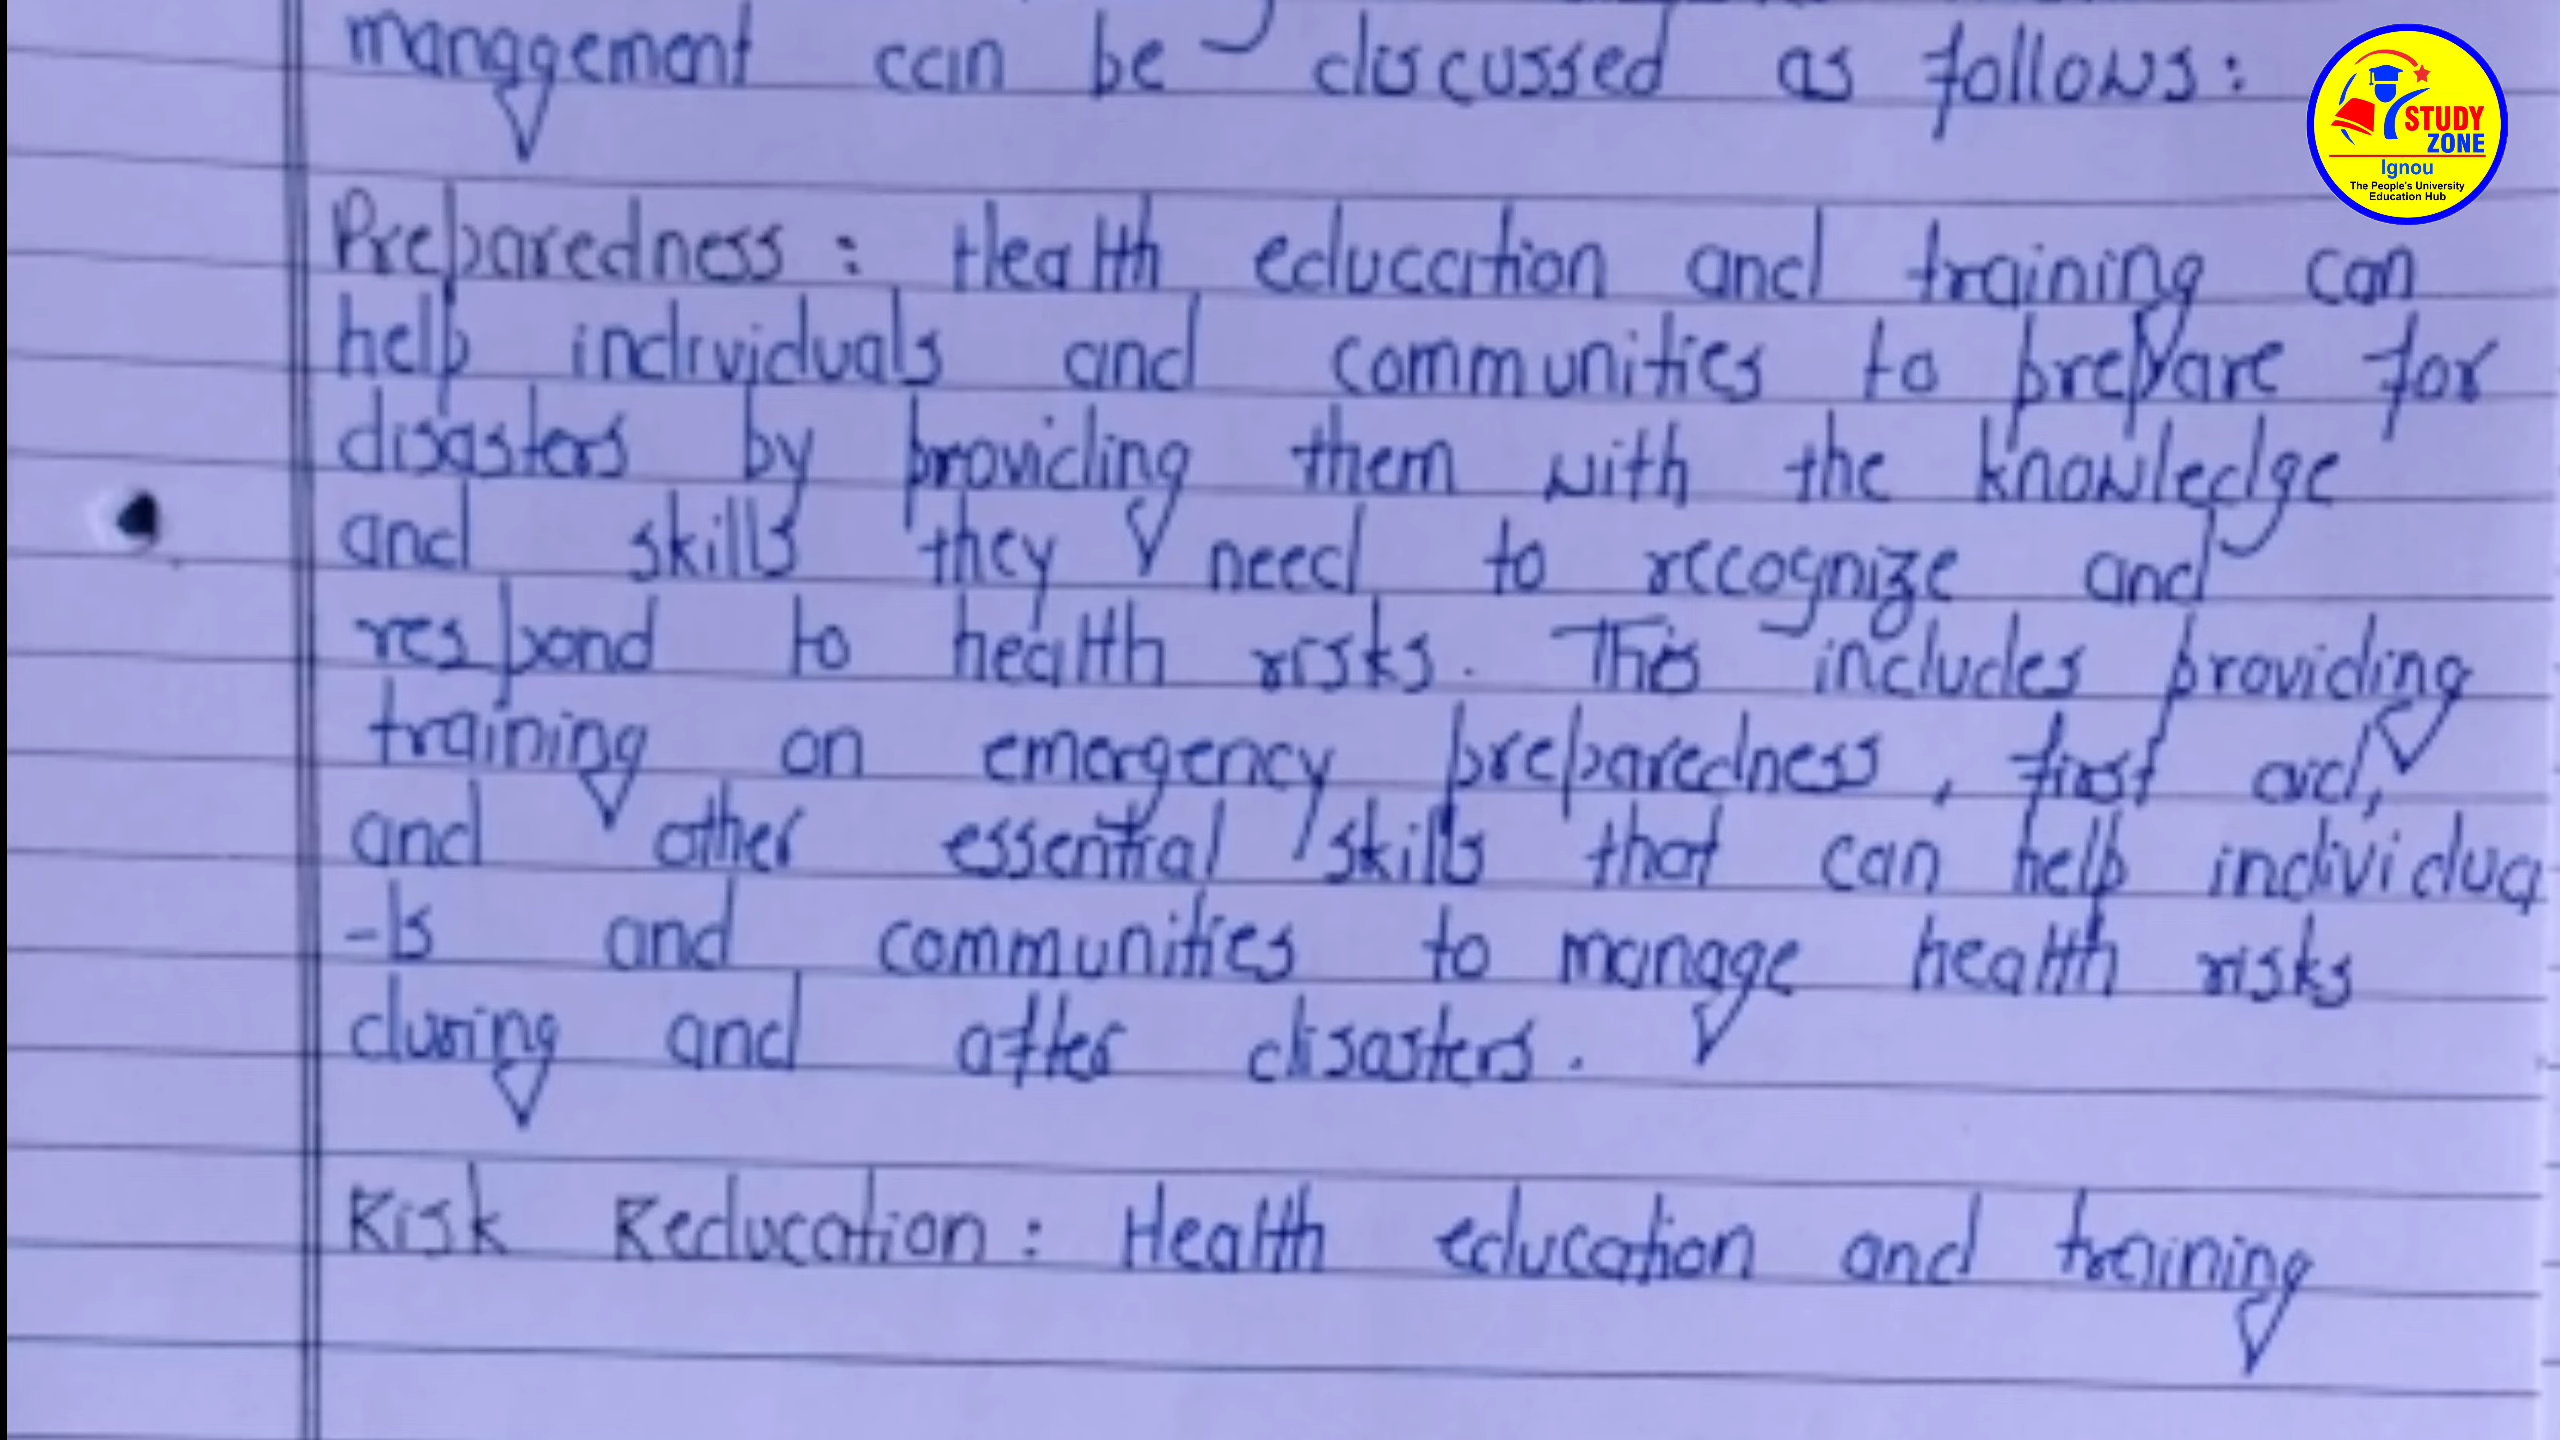 management can be discussed as follows:
Preparedness: Health education and training can
help individuals and communities to prepare for
disasters by providing them with the knowledge
and skills they need to recognize and
respond to health risks. This includes providing
training on emergency preparedness, first aid,
and other essential skills that can help individua
-ls and communities to manage health risks
during and after disasters.
Risk Reducation: Health education and training
STUDY
ZONE
Ignou
The People's University
Education Hub